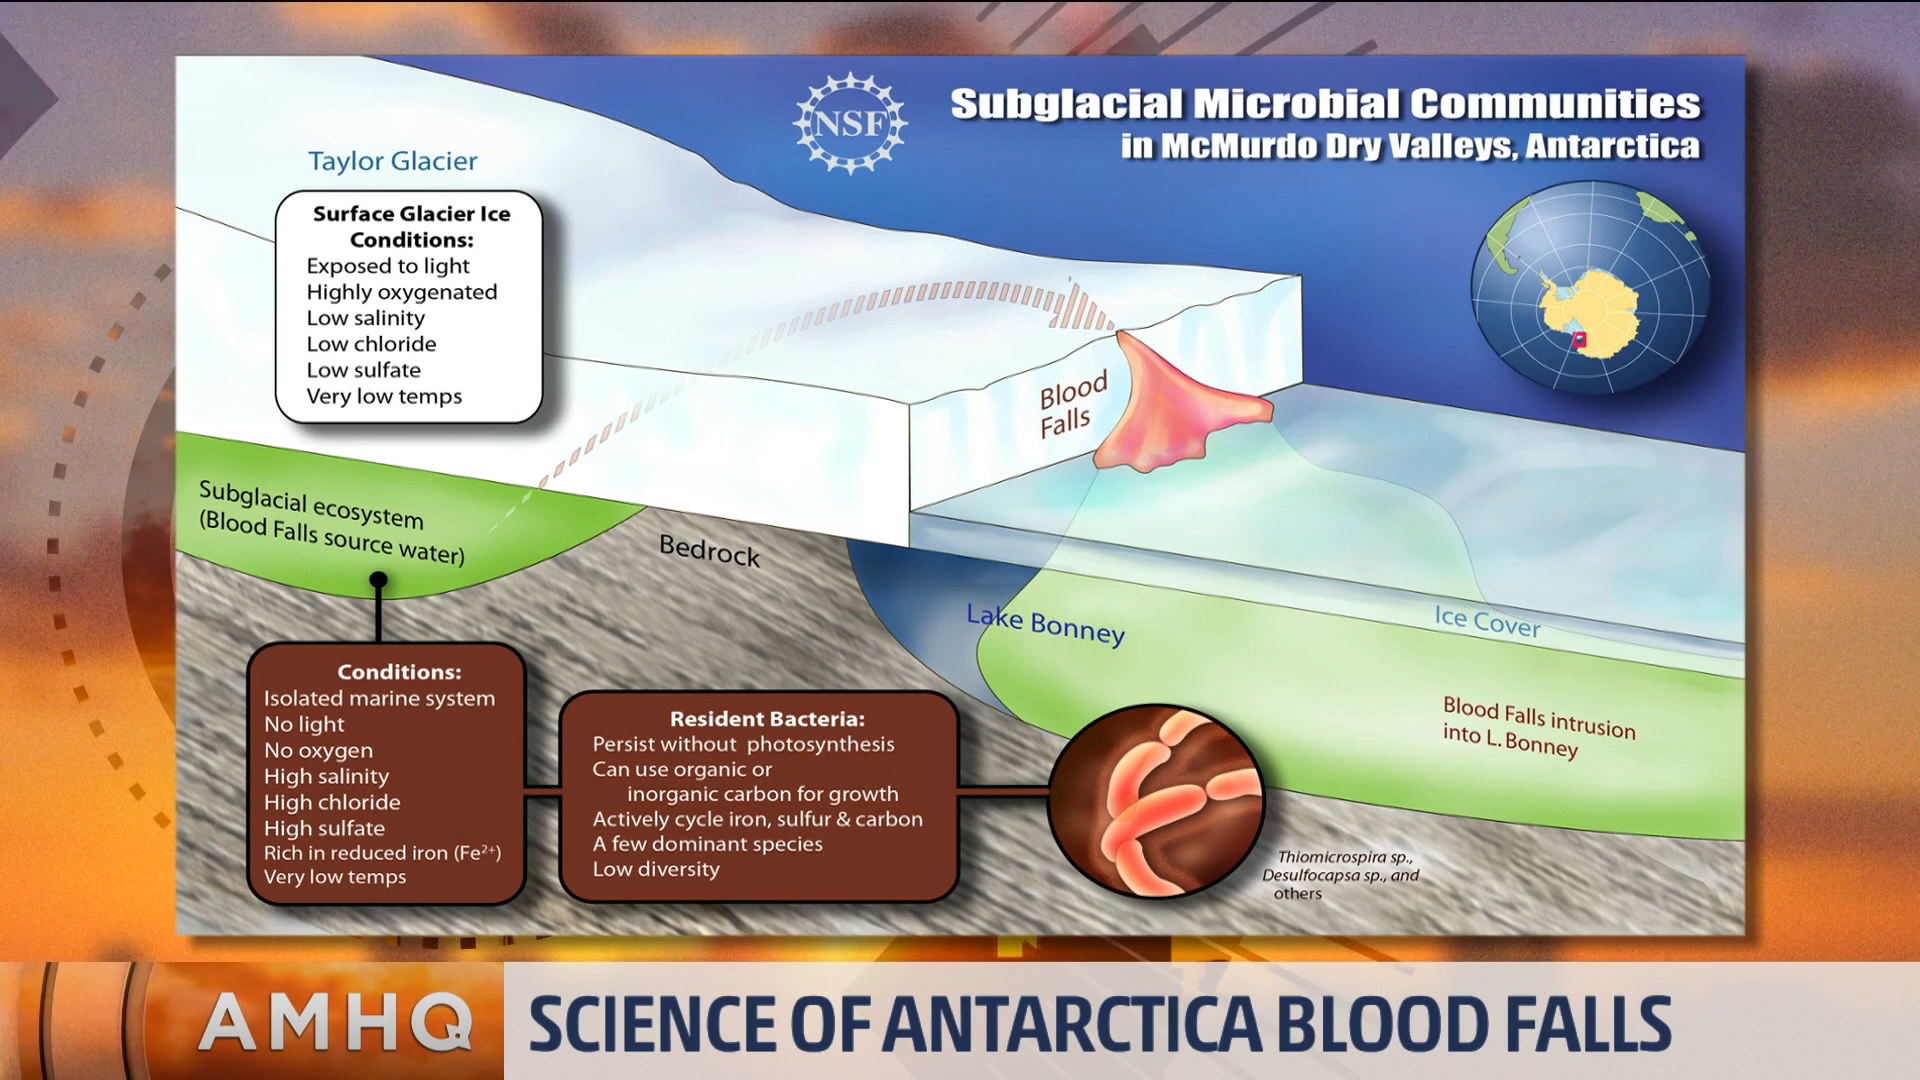 NSF
Subglacial Microbial Communities
in McMurdo Dry Valleys, Antarctica
Taylor Glacier
Surface Glacier Ice
Conditions:
Exposed to light
Highly oxygenated
Low salinity
Low chloride
Low sulfate
Very low temps
Blood
Falls
Subglacial ecosystem
(Blood Falls source water)
Bedrock
Lake Bonney
Ice Cover
Blood Falls intrusion
into L. Bonney
Conditions:
Isolated marine system
No light
No oxygen
High salinity
High chloride
High sulfate
Rich in reduced iron (Fe²⁺)
Very low temps
Resident Bacteria:
Persist without photosynthesis
Can use organic or
inorganic carbon for growth
Actively cycle iron, sulfur & carbon
A few dominant species
Low diversity
Thiomicrospira sp.,
Desulfocapsa sp., and
others
AMHQ
SCIENCE OF ANTARCTICA BLOOD FALLS